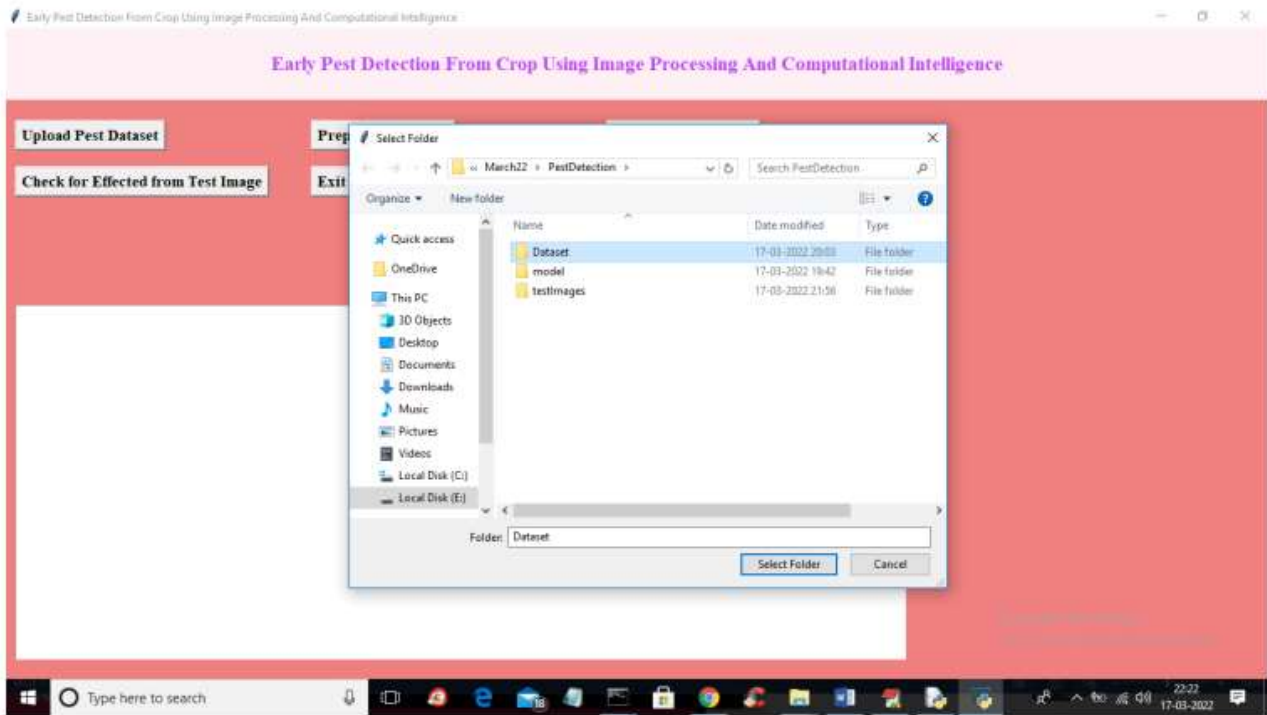 Early Pest Detection From Crop Using Image Processing And Computational Intelligence
Early Pest Detection From Crop Using Image Processing And Computational Intelligence
Upload Pest Dataset
Prep
Check for Effected from Test Image
Exit
Select Folder
« March22 › PestDetection ›
Search PestDetection
Organize
New folder
Quick access
OneDrive
This PC
3D Objects
Desktop
Documents
Downloads
Music
Pictures
Videos
Local Disk (C:)
Local Disk (E:)
Name Date modified Type
Dataset 17-03-2022 20:03 File folder
model 17-03-2022 19:42 File folder
testImages 17-03-2022 21:56 File folder
Folder: Dataset
Select Folder
Cancel
Type here to search
18
22:22
17-03-2022